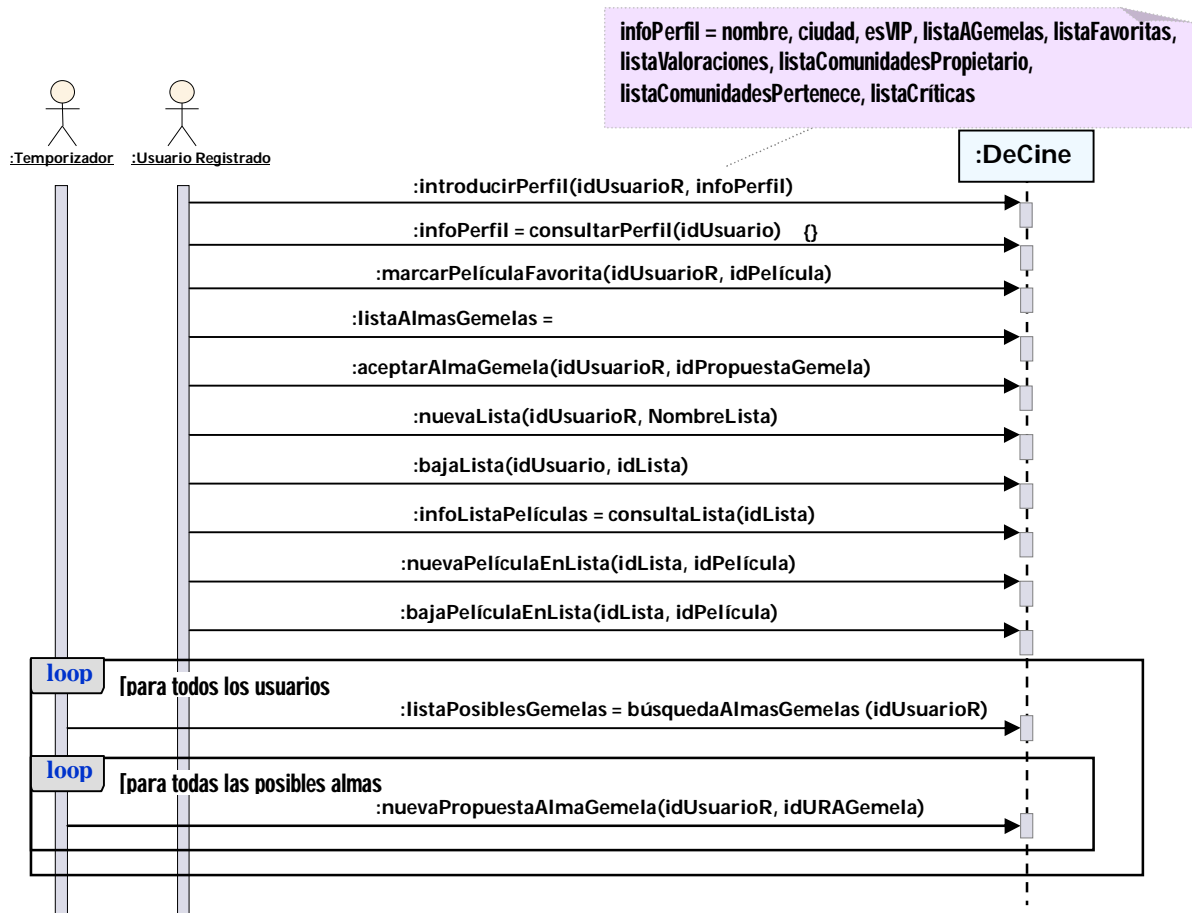 infoPerfil = nombre, ciudad, esVIP, listaAGemelas, listaFavoritas,
listaValoraciones, listaComunidadesPropietario,
listaComunidadesPertenece, listaCríticas
:Temporizador
:Usuario Registrado
:DeCine
:introducirPerfil(idUsuarioR, infoPerfil)
:infoPerfil = consultarPerfil(idUsuario) {}
:marcarPelículaFavorita(idUsuarioR, idPelícula)
:listaAlmasGemelas =
:aceptarAlmaGemela(idUsuarioR, idPropuestaGemela)
:nuevaLista(idUsuarioR, NombreLista)
:bajaLista(idUsuario, idLista)
:infoListaPelículas = consultaLista(idLista)
:nuevaPelículaEnLista(idLista, idPelícula)
:bajaPelículaEnLista(idLista, idPelícula)
loop
[para todos los usuarios
:listaPosiblesGemelas = búsquedaAlmasGemelas (idUsuarioR)
loop
[para todas las posibles almas
:nuevaPropuestaAlmaGemela(idUsuarioR, idURAGemela)